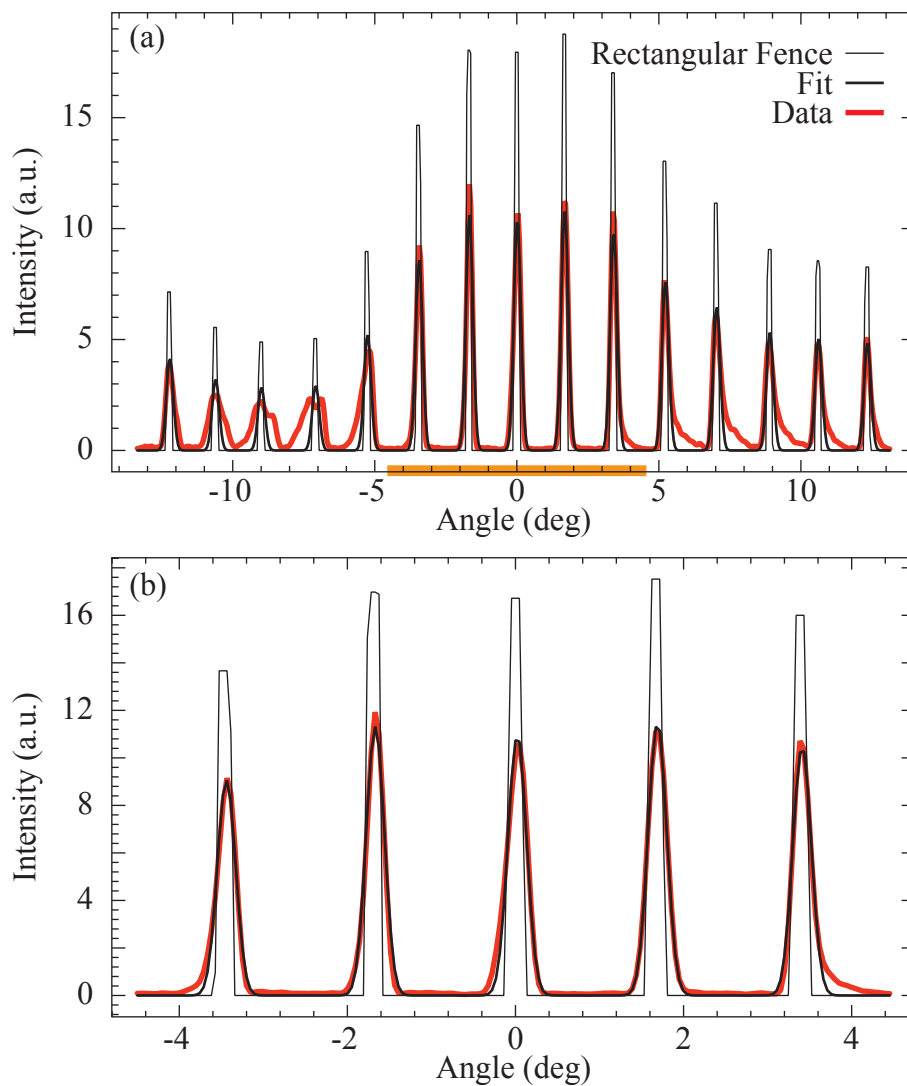 (a)
Rectangular Fence
Fit
Data
15
10
5
0
Intensity (a.u.)
-10 -5 0 5 10
Angle (deg)
(b)
16
12
8
4
0
Intensity (a.u.)
-4 -2 0 2 4
Angle (deg)